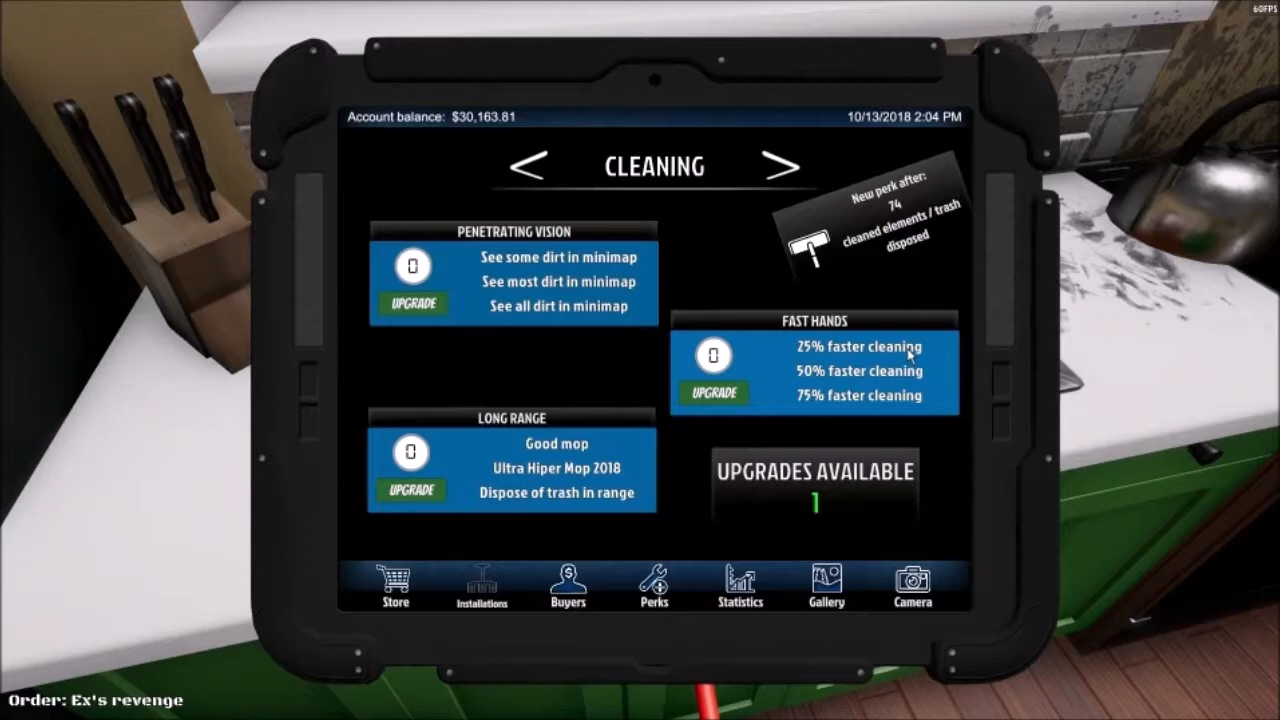 60FPS
Account balance: $30,163.81
10/13/2018 2:04 PM
< CLEANING >
New perk after:
74
cleaned elements / trash
disposed
PENETRATING VISION
0
UPGRADE
See some dirt in minimap
See most dirt in minimap
See all dirt in minimap
FAST HANDS
0
UPGRADE
25% faster cleaning
50% faster cleaning
75% faster cleaning
LONG RANGE
0
UPGRADE
Good mop
Ultra Hiper Mop 2018
Dispose of trash in range
UPGRADES AVAILABLE
1
Store
Installations
Buyers
Perks
Statistics
Gallery
Camera
Order: Ex's revenge